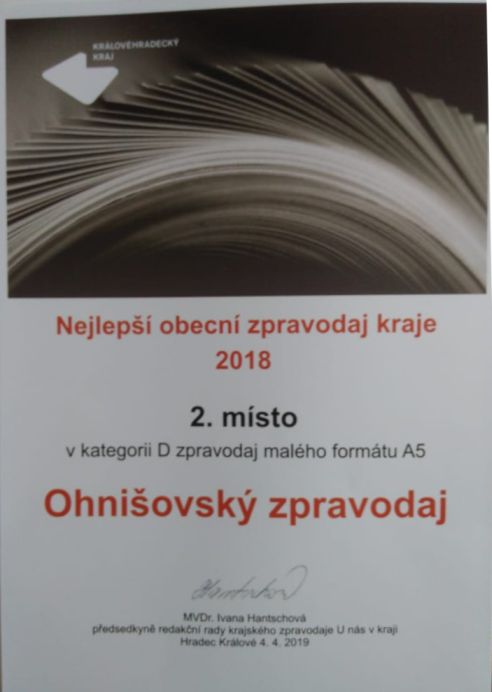 KRÁLOVÉHRADECKÝ
KRAJ
Nejlepší obecní zpravodaj kraje
2018
2. místo
v kategorii D zpravodaj malého formátu A5
Ohnišovský zpravodaj
MVDr. Ivana Hantschová
předsedkyně redakční rady krajského zpravodaje U nás v kraji
Hradec Králové 4. 4. 2019